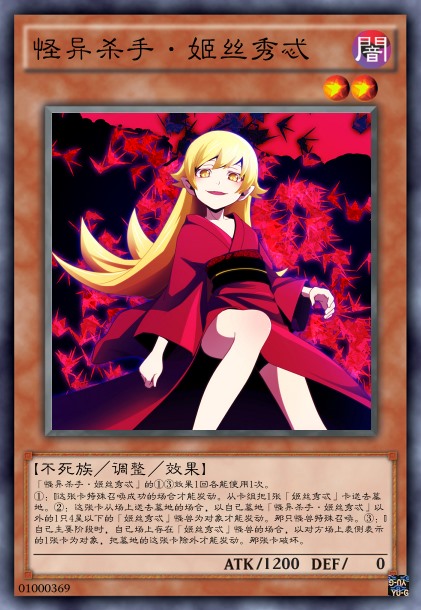 怪异杀手・姬丝秀忒
闇
【不死族／调整／效果】
「怪异杀手・姬丝秀忒」的①③效果1回各能使用1次。
①：这张卡特殊召唤成功的场合才能发动。从卡组把1张「姬丝秀忒」卡送去墓
地。②：这张卡从场上送去墓地的场合，以自己墓地「怪异杀手・姬丝秀忒」以
外的1只4星以下的「姬丝秀忒」怪兽为对象才能发动。那只怪兽特殊召唤。③：
自己主要阶段时，自己场上存在「姬丝秀忒」怪兽的场合，以对方场上表侧表示
的1张卡为对象，把墓地的这张卡除外才能发动。那张卡破坏。
ATK/1200 DEF/ 0
01000369
YU-G